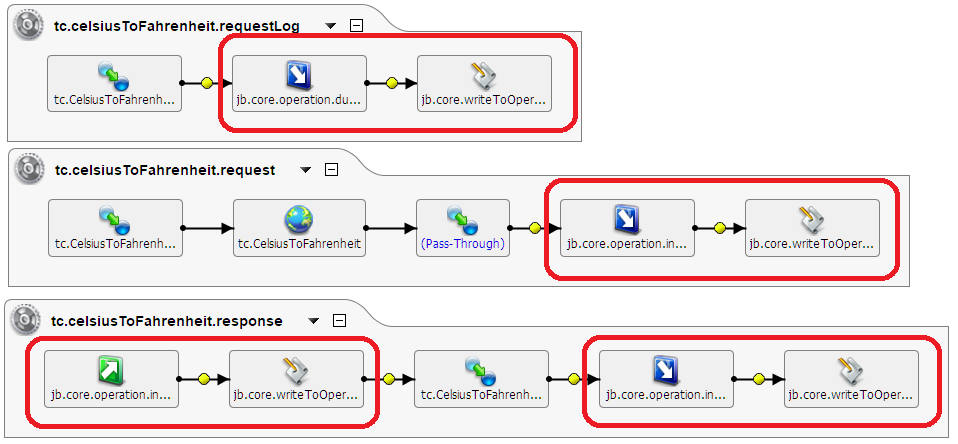 tc.celsiusToFahrenheit.requestLog
tc.CelsiusToFahrenh... jb.core.operation.du... jb.core.writeToOper...
tc.celsiusToFahrenheit.request
tc.CelsiusToFahrenh... tc.CelsiusToFahrenheit (Pass-Through) jb.core.operation.in... jb.core.writeToOper...
tc.celsiusToFahrenheit.response
jb.core.operation.in... jb.core.writeToOper... tc.CelsiusToFahrenh... jb.core.operation.in... jb.core.writeToOper...